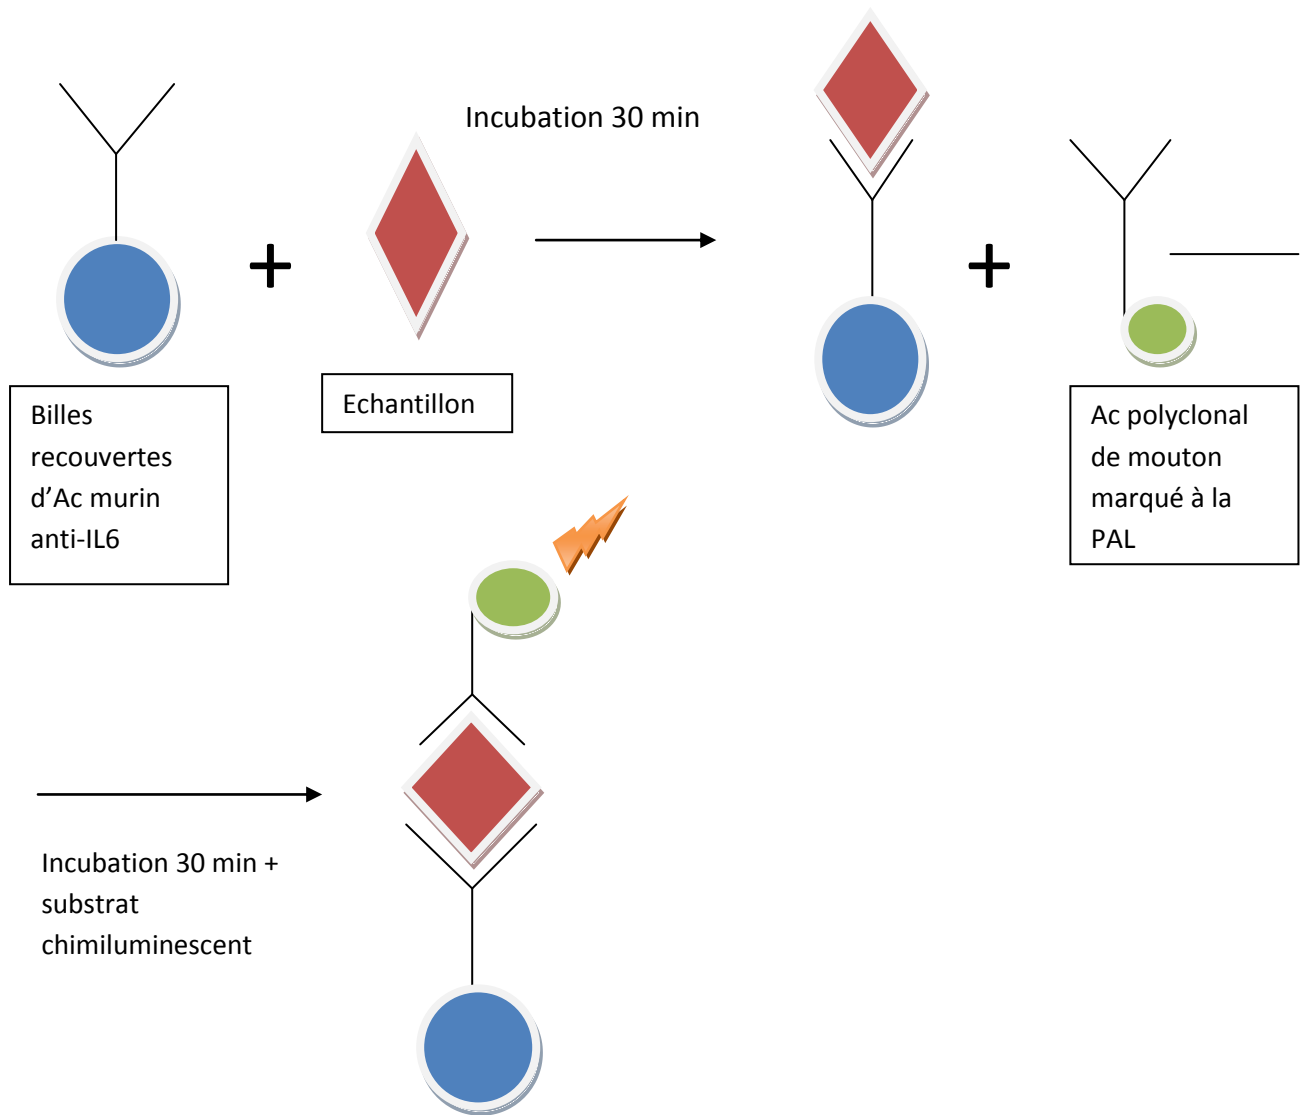 Incubation 30 min
+
+
Billes
recouvertes
d'Ac murin
anti-IL6
Echantillon
Ac polyclonal
de mouton
marqué à la
PAL
Incubation 30 min +
substrat
chimiluminescent